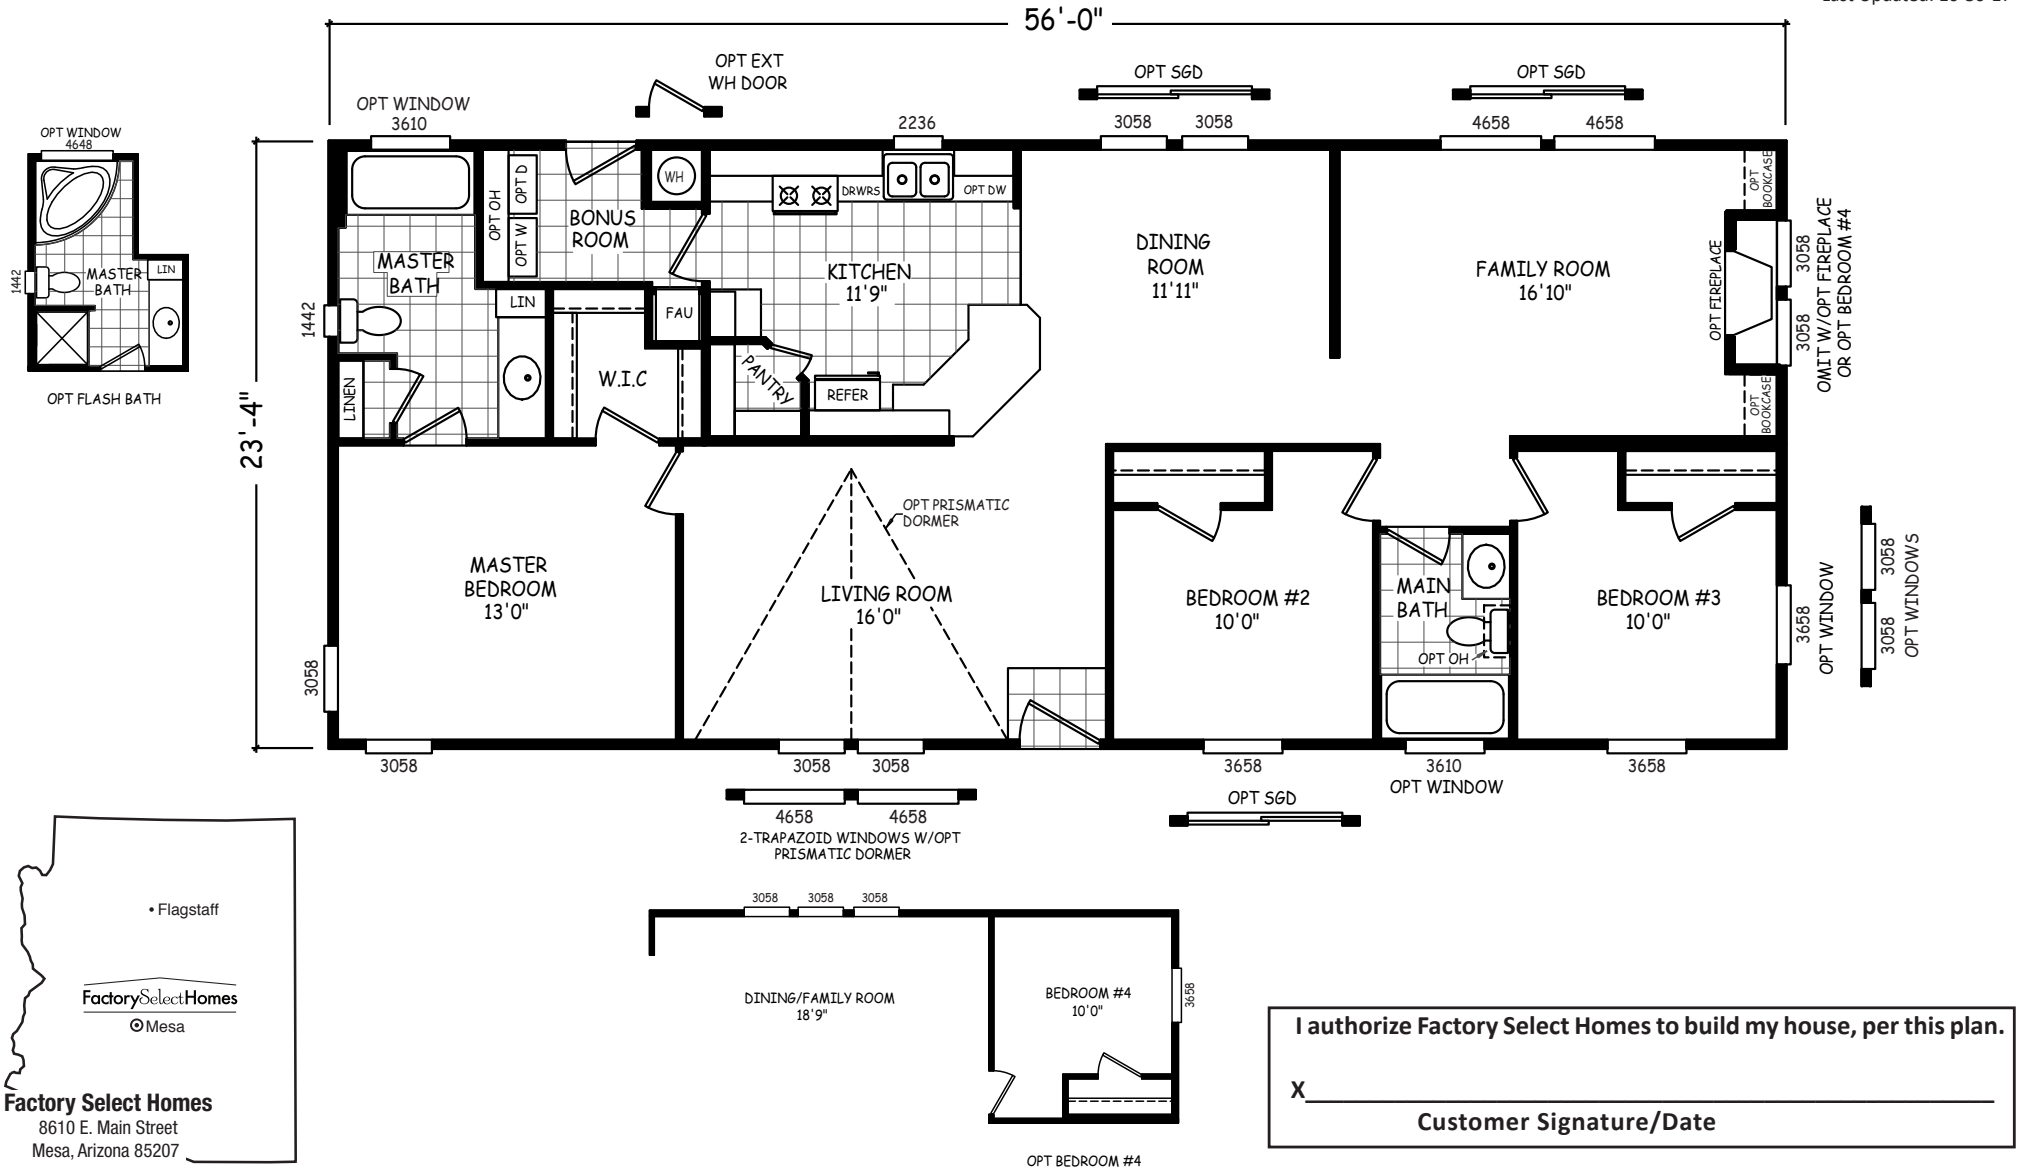 56'-0"
OPT EXT
WH DOOR
OPT SGD
OPT SGD
OPT WINDOW
3610
2236
3058
3058
4658
4658
OPT WINDOW
4648
1442
MASTER
BATH
LIN
OPT FLASH BATH
23'-4"
1442
MASTER
BATH
LIN
LINEN
OPT OH
OPT D
OPT W
BONUS
ROOM
WH
FAU
W.I.C
DRWRS
OPT DW
KITCHEN
11'9"
PANTRY
REFER
DINING
ROOM
11'11"
FAMILY ROOM
16'10"
OPT
BOOKCASE
OPT FIREPLACE
OPT
BOOKCASE
3058
3058
OMIT W/OPT FIREPLACE
OR OPT BEDROOM #4
OPT PRISMATIC
DORMER
MASTER
BEDROOM
13'0"
LIVING ROOM
16'0"
BEDROOM #2
10'0"
MAIN
BATH
OPT OH
BEDROOM #3
10'0"
3658
OPT WINDOW
3058
3058
OPT WINDOWS
3058
3058
3058
3058
3658
3610
OPT WINDOW
3658
4658
4658
2-TRAPAZOID WINDOWS W/OPT
PRISMATIC DORMER
OPT SGD
3058
3058
3058
DINING/FAMILY ROOM
18'9"
BEDROOM #4
10'0"
3658
OPT BEDROOM #4
• Flagstaff
FactorySelectHomes
Mesa
Factory Select Homes
8610 E. Main Street
Mesa, Arizona 85207
I authorize Factory Select Homes to build my house, per this plan.
X
Customer Signature/Date